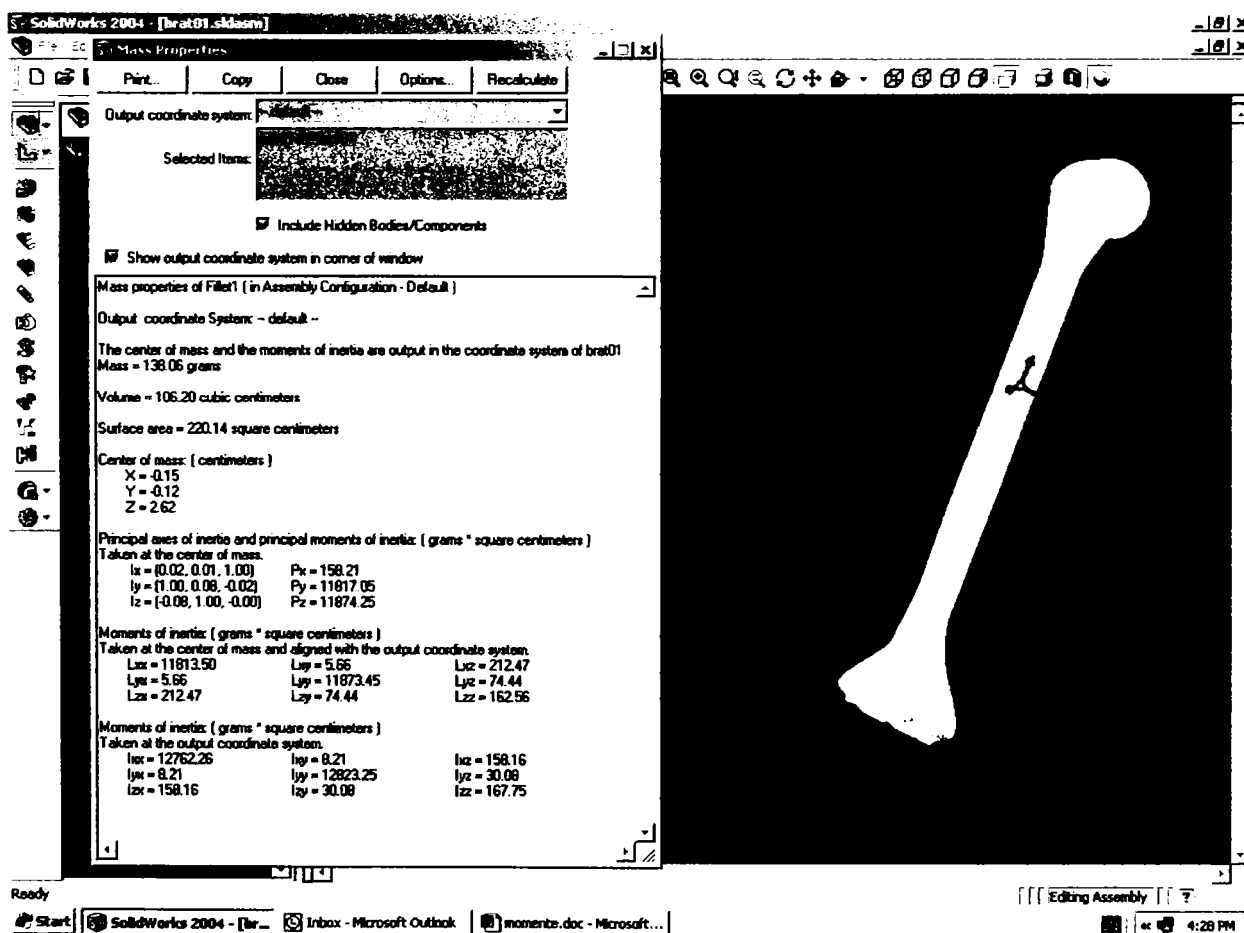 SolidWorks 2004 - [brat01.sldasm]
Mass Properties
Print... Copy Close Options... Recalculate
Output coordinate system:
Selected Items:
Include Hidden Bodies/Components
Show output coordinate system in corner of window
Mass properties of Fillet1 ( in Assembly Configuration - Default )
Output coordinate System: -- default --
The center of mass and the moments of inertia are output in the coordinate system of brat01
Mass = 138.06 grams
Volume = 106.20 cubic centimeters
Surface area = 220.14 square centimeters
Center of mass: ( centimeters )
X = -0.15
Y = -0.12
Z = 2.62
Principal axes of inertia and principal moments of inertia: ( grams * square centimeters )
Taken at the center of mass.
Ix = (0.02, 0.01, 1.00) Px = 158.21
Iy = (1.00, 0.08, -0.02) Py = 11817.05
Iz = (-0.08, 1.00, -0.00) Pz = 11874.25
Moments of inertia: ( grams * square centimeters )
Taken at the center of mass and aligned with the output coordinate system.
Lxx = 11813.50 Lxy = 5.66 Lxz = 212.47
Lyx = 5.66 Lyy = 11873.45 Lyz = 74.44
Lzx = 212.47 Lzy = 74.44 Lzz = 162.56
Moments of inertia: ( grams * square centimeters )
Taken at the output coordinate system.
Ixx = 12762.26 Ixy = 8.21 Ixz = 158.16
Iyx = 8.21 Iyy = 12823.25 Iyz = 30.08
Izx = 158.16 Izy = 30.08 Izz = 167.75
Ready
Editing Assembly ?
Start SolidWorks 2004 - [br... Inbox - Microsoft Outlook momente.doc - Microsoft... « 4:28 PM